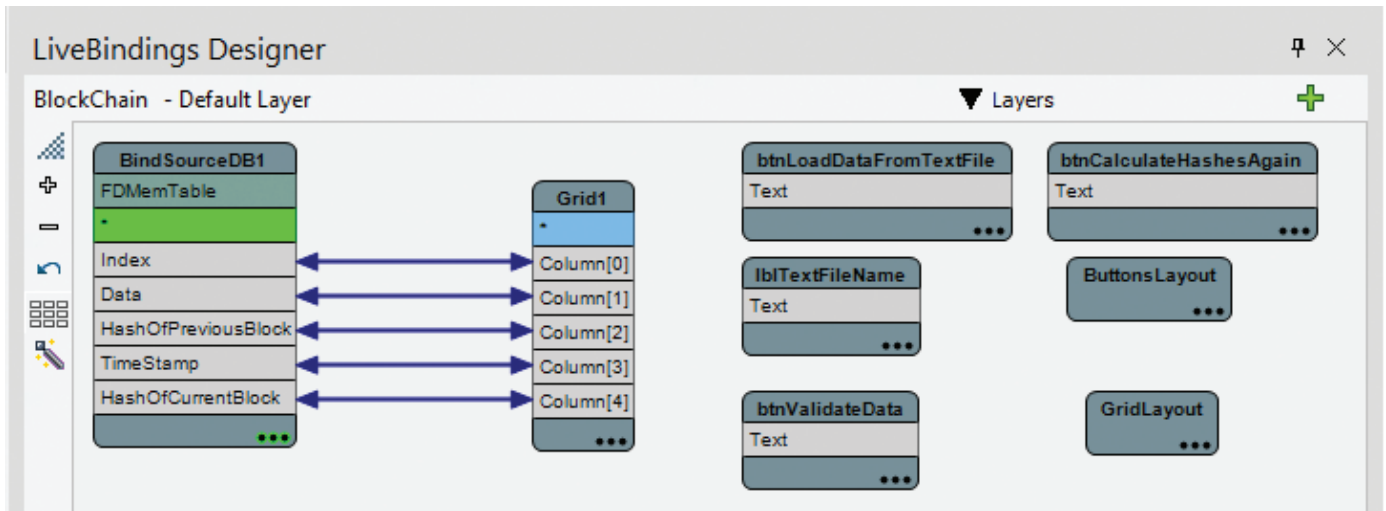 LiveBindings Designer
BlockChain - Default Layer
Layers
BindSourceDB1
FDMemTable
*
Index
Data
HashOfPreviousBlock
TimeStamp
HashOfCurrentBlock
Grid1
*
Column[0]
Column[1]
Column[2]
Column[3]
Column[4]
btnLoadDataFromTextFile
Text
btnCalculateHashesAgain
Text
lblTextFileName
Text
ButtonsLayout
btnValidateData
Text
GridLayout